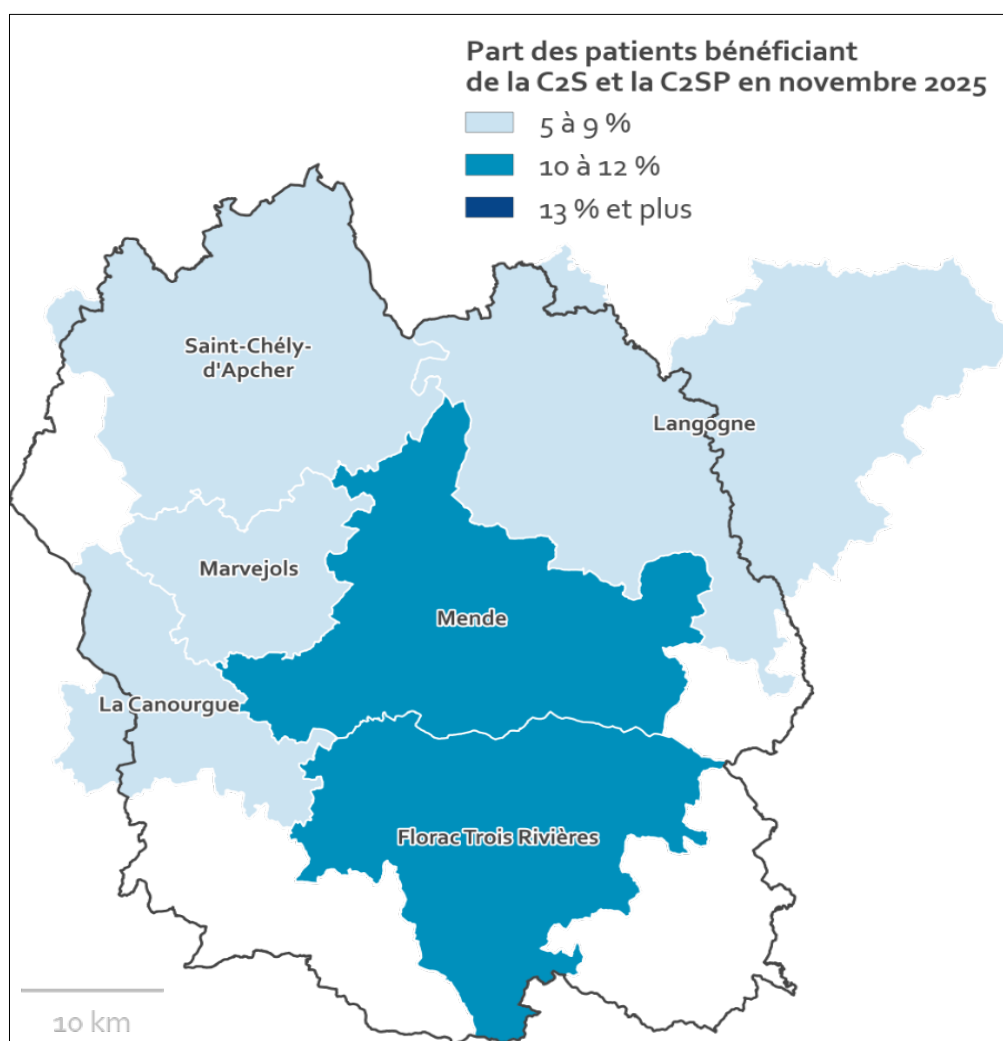 Part des patients bénéficiant
de la C2S et la C2SP en novembre 2025
5 à 9 %
10 à 12 %
13 % et plus
Saint-Chély-
d'Apcher
Langogne
Marvejols
Mende
La Canourgue
Florac Trois Rivières
10 km